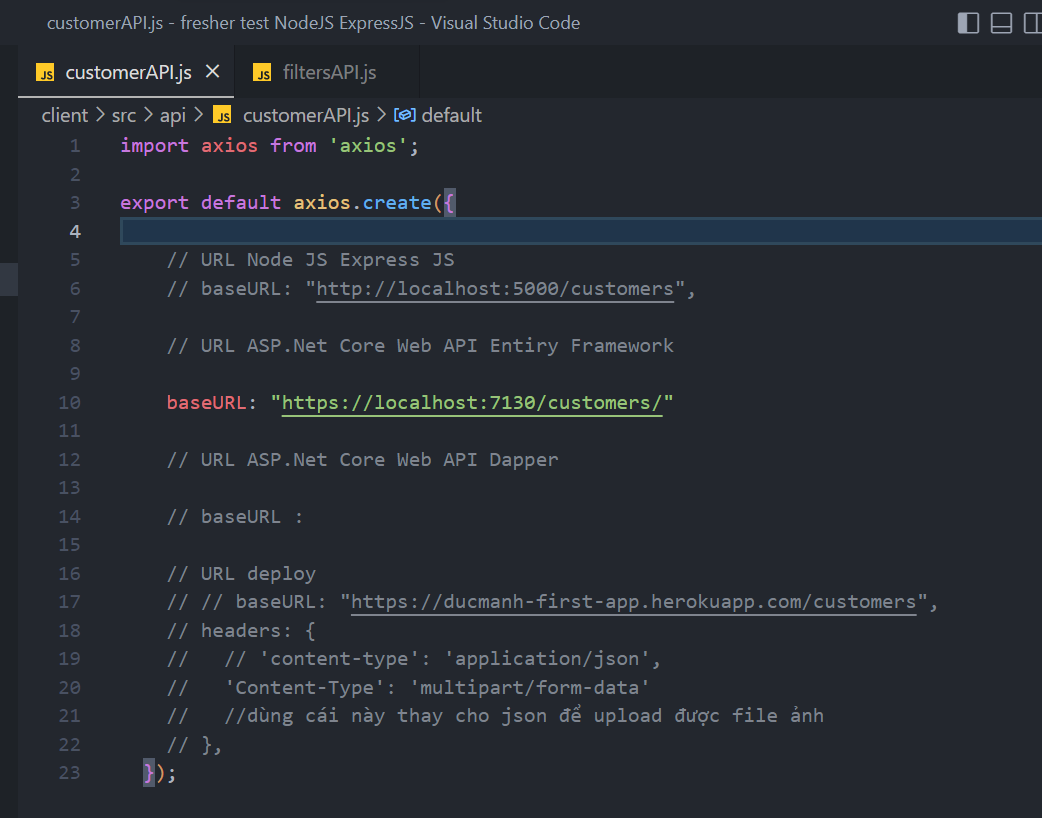 customerAPI.js - fresher test NodeJS ExpressJS - Visual Studio Code
JS customerAPI.js JS filtersAPI.js
client > src > api > JS customerAPI.js > default
1 import axios from 'axios';
2
3 export default axios.create({
4
5 // URL Node JS Express JS
6 // baseURL: "http://localhost:5000/customers",
7
8 // URL ASP.Net Core Web API Entiry Framework
9
10 baseURL: "https://localhost:7130/customers/"
11
12 // URL ASP.Net Core Web API Dapper
13
14 // baseURL :
15
16 // URL deploy
17 // // baseURL: "https://ducmanh-first-app.herokuapp.com/customers",
18 // headers: {
19 // // 'content-type': 'application/json',
20 // 'Content-Type': 'multipart/form-data'
21 // //dùng cái này thay cho json để upload được file ảnh
22 // },
23 });